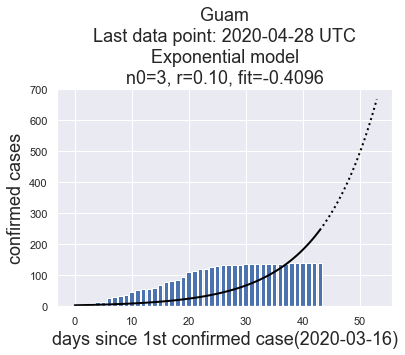 Guam
Last data point: 2020-04-28 UTC
Exponential model
n0=3, r=0.10, fit=-0.4096
700
600
500
400
300
200
100
0
confirmed cases
0 10 20 30 40 50
days since 1st confirmed case(2020-03-16)